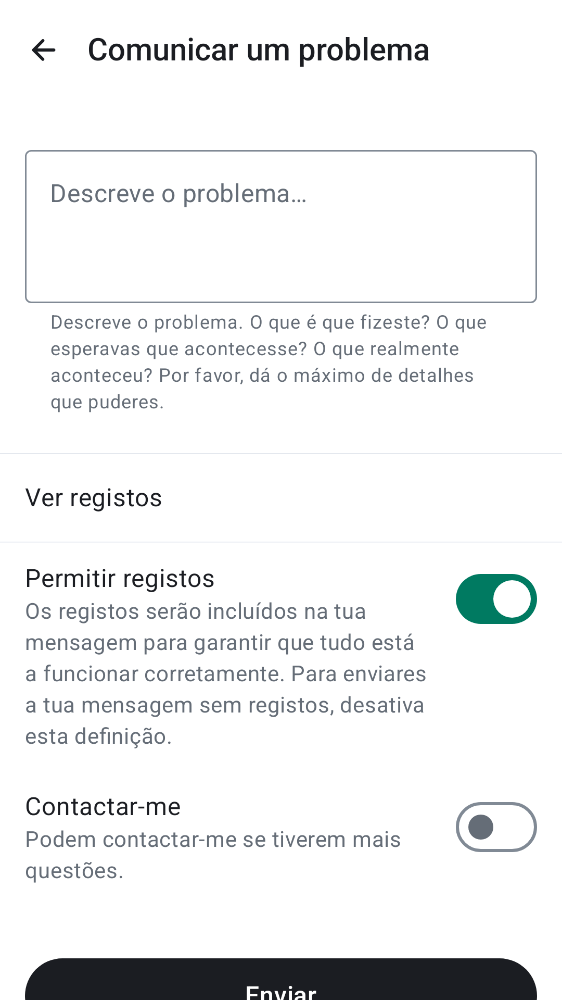 Comunicar um problema
Descreve o problema…
Descreve o problema. O que é que fizeste? O que
esperavas que acontecesse? O que realmente
aconteceu? Por favor, dá o máximo de detalhes
que puderes.
Ver registos
Permitir registos
Os registos serão incluídos na tua
mensagem para garantir que tudo está
a funcionar corretamente. Para enviares
a tua mensagem sem registos, desativa
esta definição.
Contactar-me
Podem contactar-me se tiverem mais
questões.
Enviar